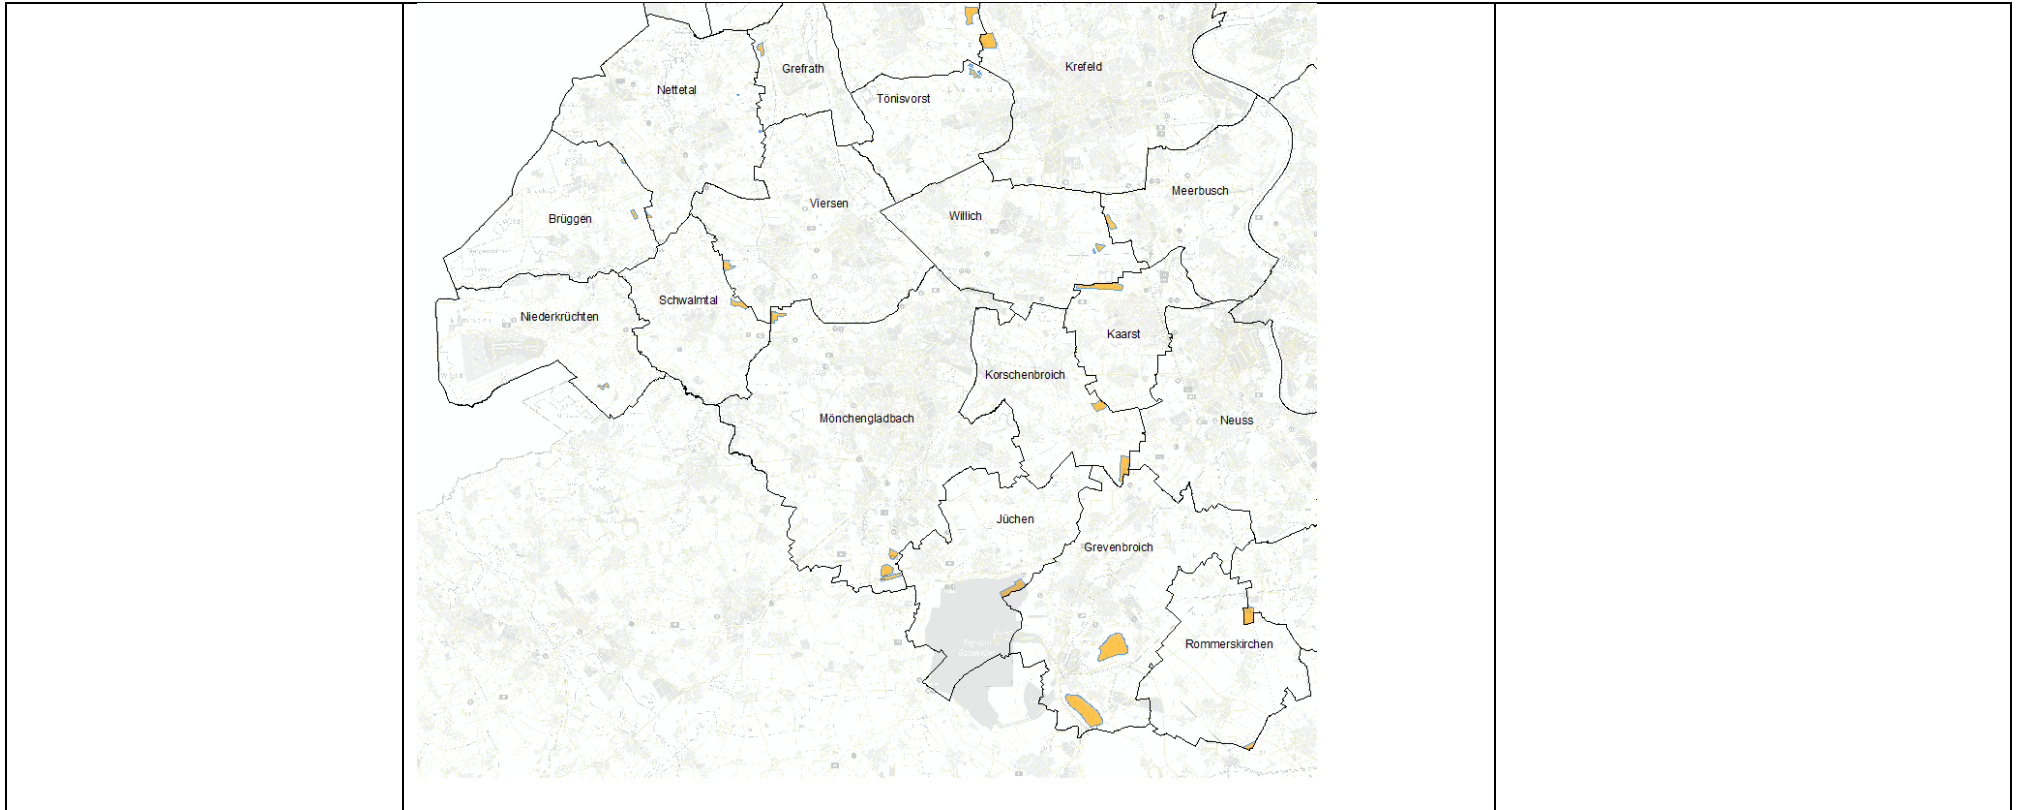 Krefeld
Grefrath
Nettetal
Tönisvorst
Meerbusch
Viersen
Willich
Brüggen
Schwalmtal
Niederkrüchten
Kaarst
Korschenbroich
Mönchengladbach
Neuss
Jüchen
Grevenbroich
Rommerskirchen